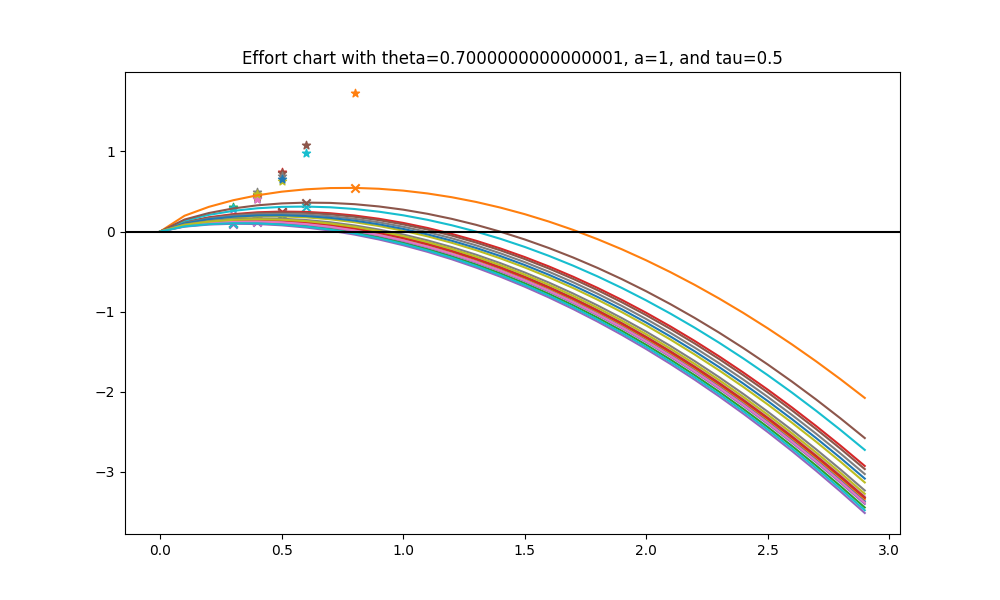 Effort chart with theta=0.7000000000000001, a=1, and tau=0.5
1
0
−1
−2
−3
0.0 0.5 1.0 1.5 2.0 2.5 3.0